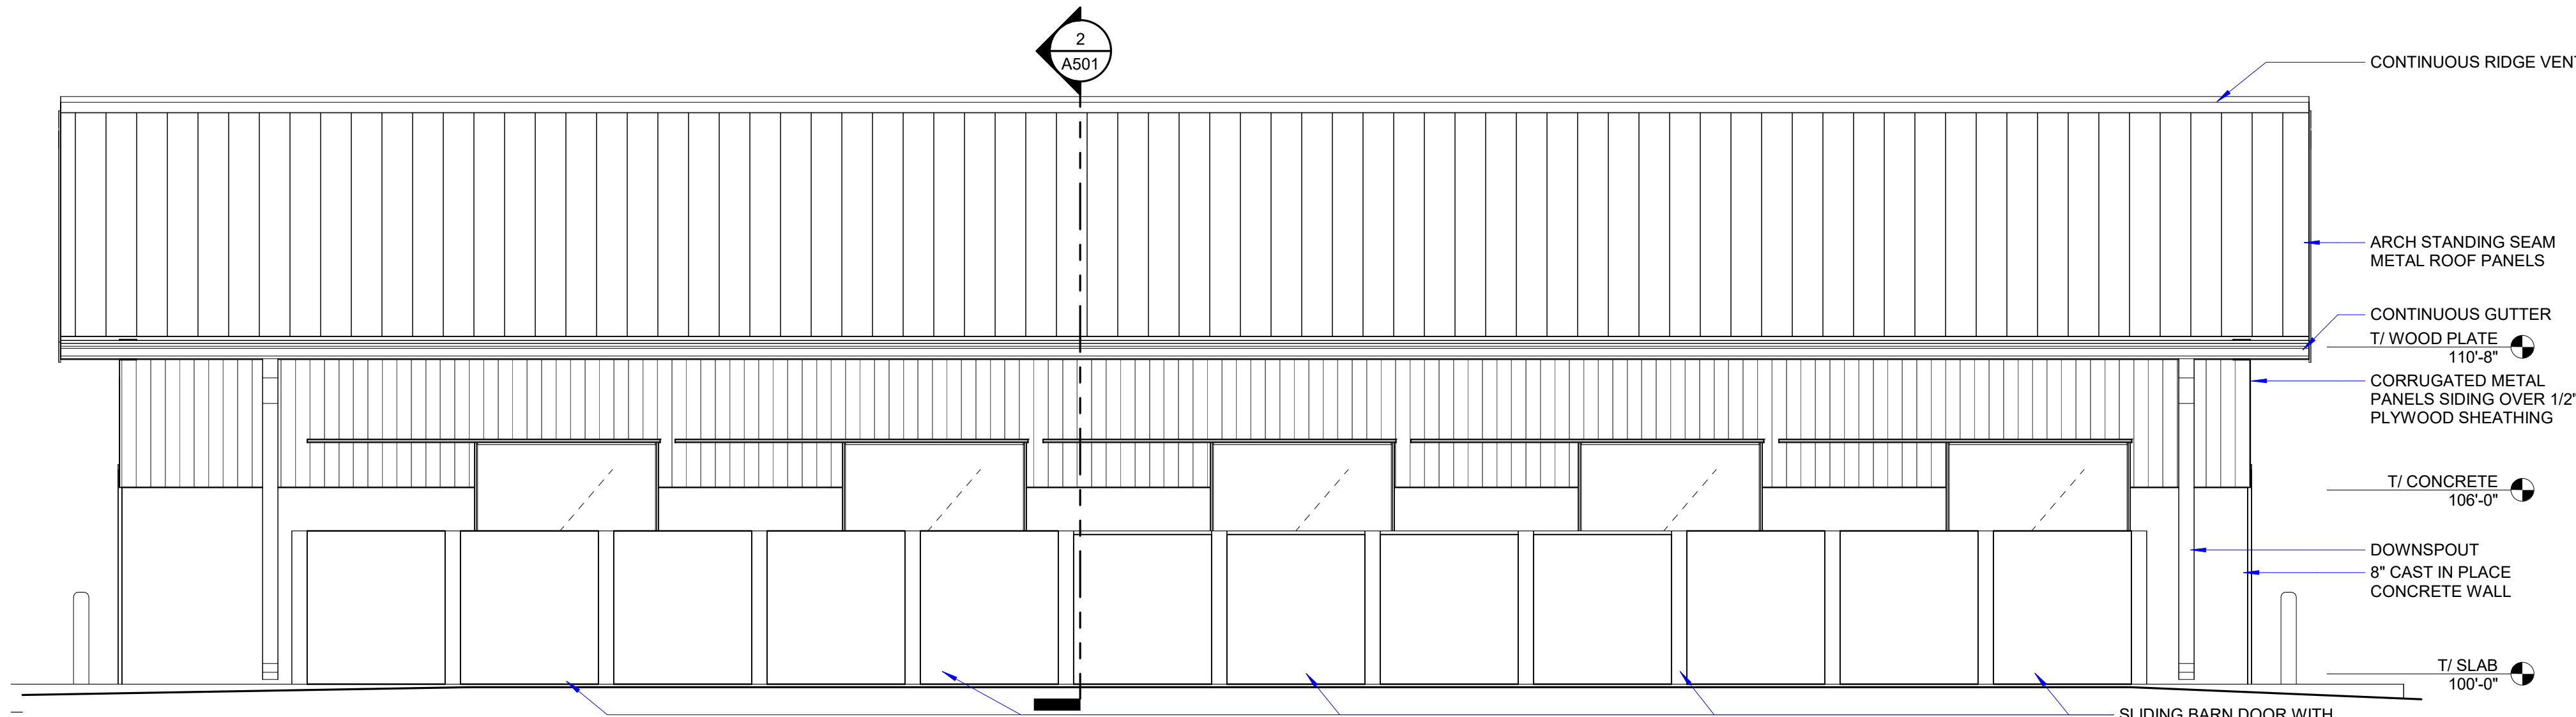 2
A501
CONTINUOUS RIDGE VENT
ARCH STANDING SEAM
METAL ROOF PANELS
CONTINUOUS GUTTER
T/ WOOD PLATE
110'-8"
CORRUGATED METAL
PANELS SIDING OVER 1/2"
PLYWOOD SHEATHING
T/ CONCRETE
106'-0"
DOWNSPOUT
8" CAST IN PLACE
CONCRETE WALL
T/ SLAB
100'-0"
SLIDING BARN DOOR WITH